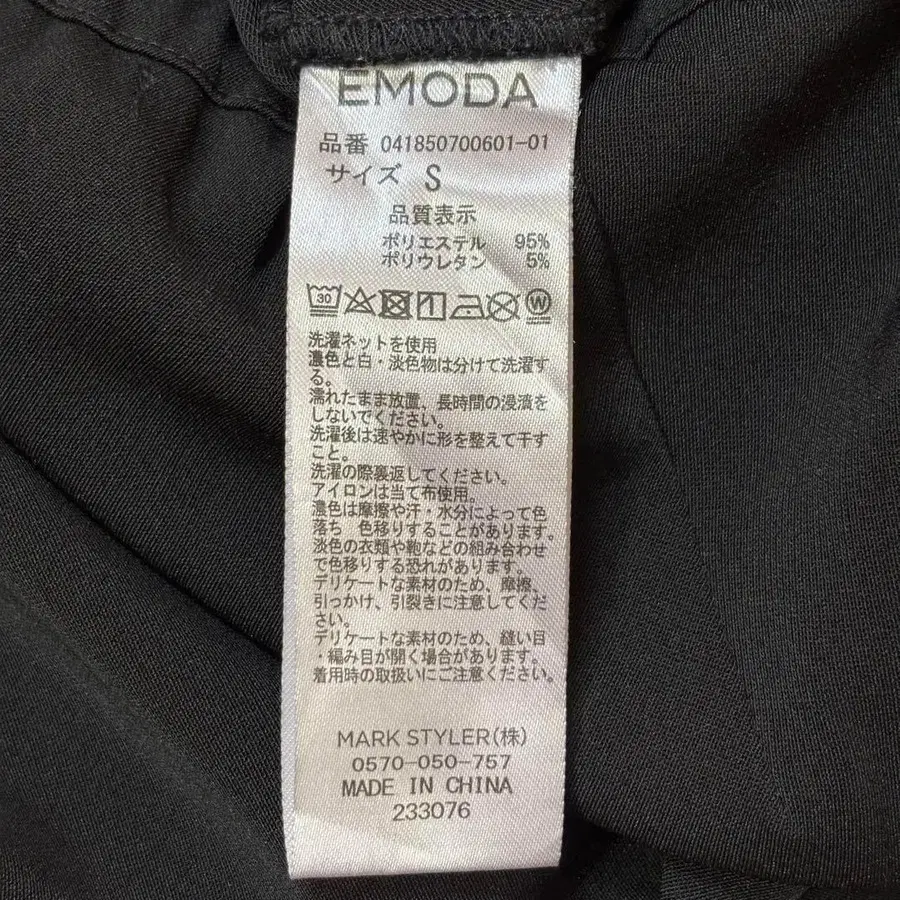 EMODA
品番 041850700601-01
サイズ S
品質表示
ポリエステル 95%
ポリウレタン 5%
30 W
洗濯ネットを使用
濃色と白・淡色物は分けて洗濯す
る。
濡れたまま放置、長時間の浸漬を
しないでください。
洗濯後は速やかに形を整えて干す
こと。
洗濯の際裏返してください。
アイロンは当て布使用。
濃色は摩擦や汗・水分によって色
落ち 色移りすることがあります。
淡色の衣類や鞄などの組み合わせ
で色移りする恐れがあります。
デリケートな素材のため、摩擦、
引っかけ、引裂きに注意してくだ
さい。
デリケートな素材のため、縫い目
・編み目が開く場合があります。
着用時の取扱いにご注意ください。
MARK STYLER(株)
0570-050-757
MADE IN CHINA
233076